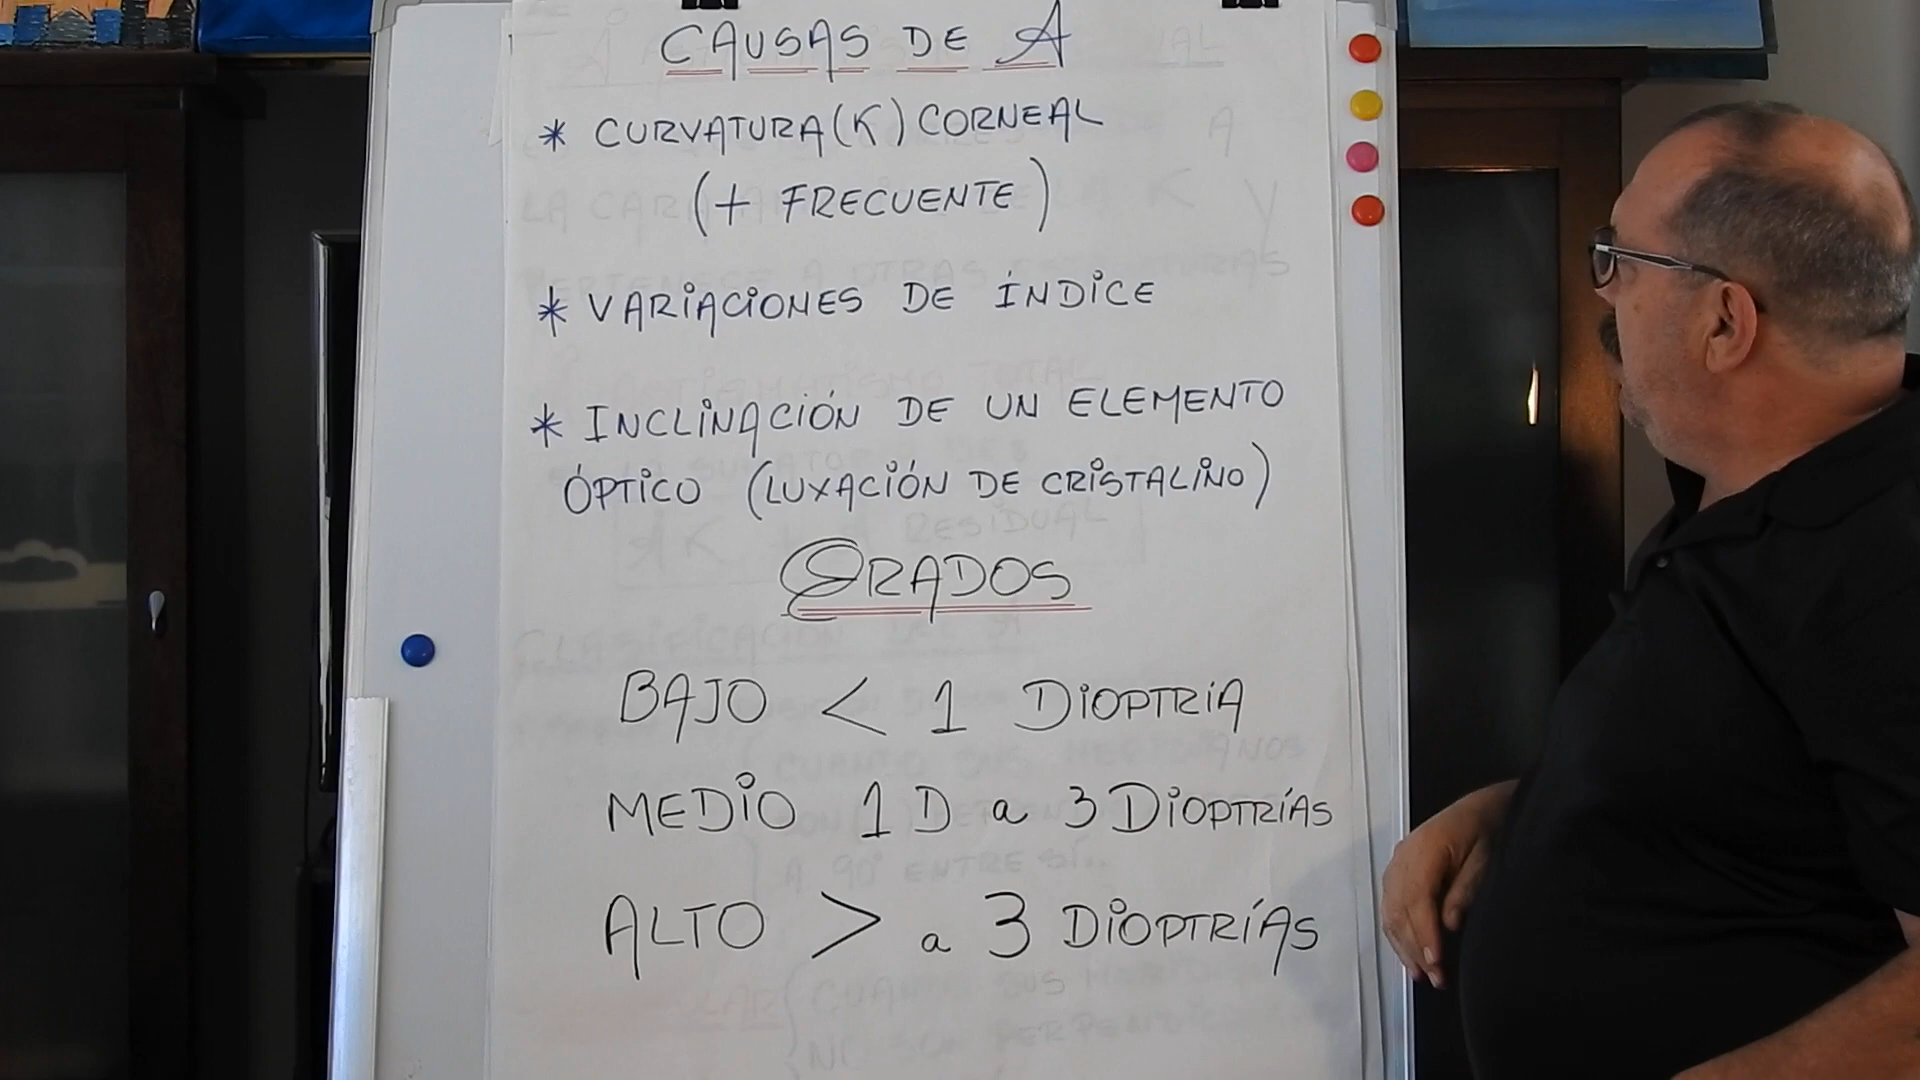 CAUSAS DE A
* CURVATURA (K) CORNEAL
(+ FRECUENTE)
* VARIACIONES DE ÍNDICE
* INCLINACIÓN DE UN ELEMENTO
ÓPTICO (LUXACIÓN DE CRISTALINO)
GRADOS
BAJO < 1 DIOPTRIA
MEDIO 1 D a 3 DIOPTRÍAS
ALTO > a 3 DIOPTRÍAS